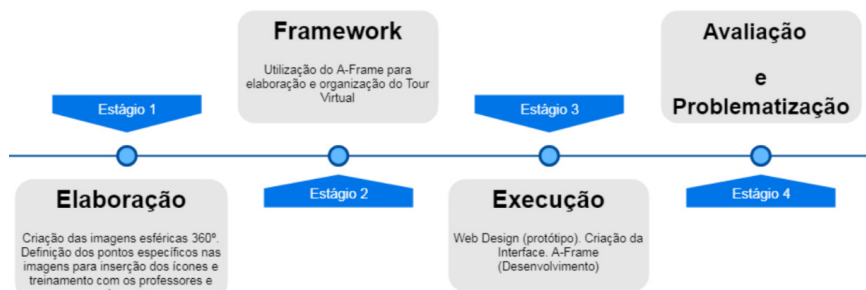 Estágio 1
Elaboração
Criação das imagens esféricas 360º.
Definição dos pontos específicos nas
imagens para inserção dos ícones e
treinamento com os professores e
Framework
Utilização do A-Frame para
elaboração e organização do Tour
Virtual
Estágio 2
Estágio 3
Execução
Web Design (protótipo). Criação da
Interface. A-Frame
(Desenvolvimento)
Avaliação
e
Problematização
Estágio 4